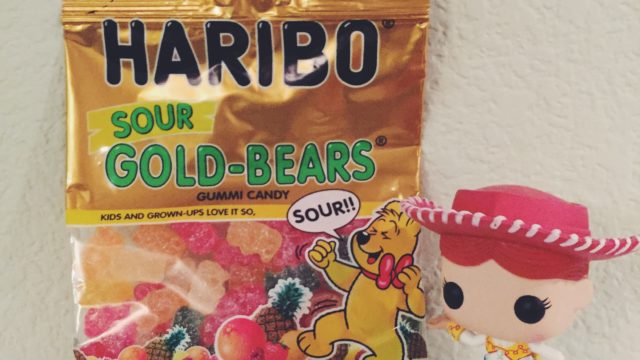 HARIBO®
SOUR
GOLD-BEARS®
GUMMI CANDY
KIDS AND GROWN-UPS LOVE IT SO,
SOUR!!